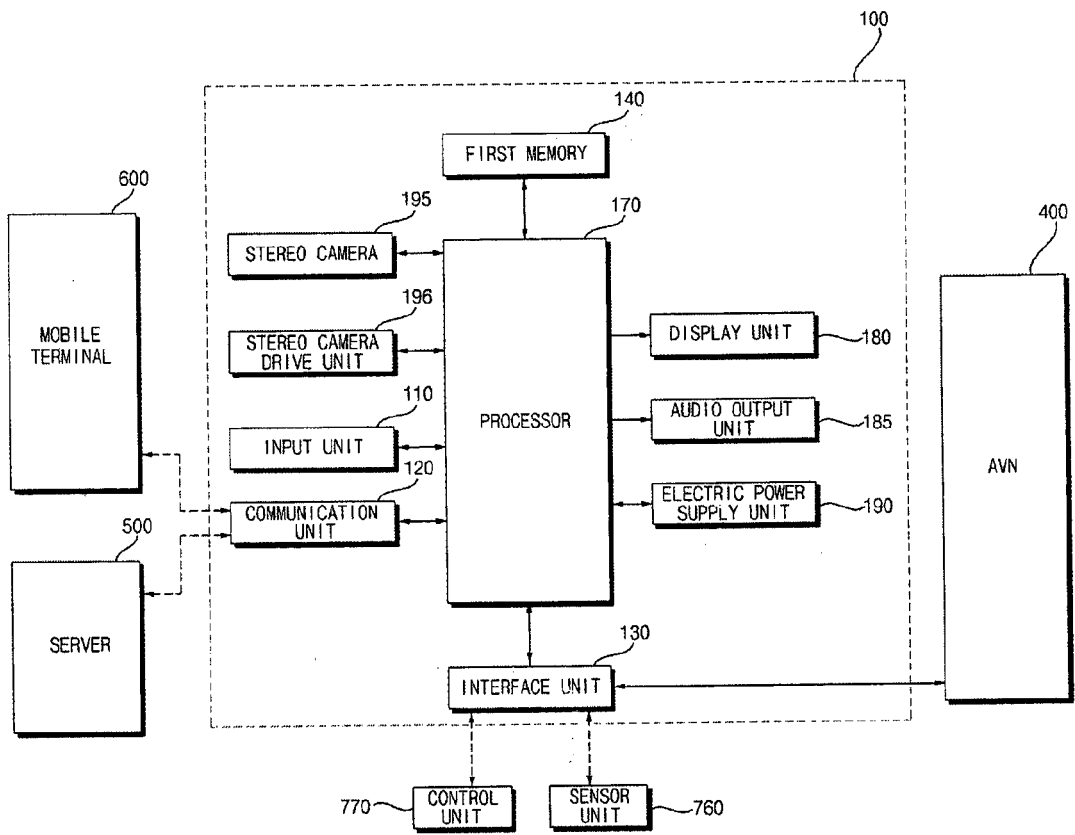 100
140
FIRST MEMORY
600
195
170
400
STEREO CAMERA
196
MOBILE
TERMINAL
STEREO CAMERA
DRIVE UNIT
DISPLAY UNIT
180
110
PROCESSOR
AUDIO OUTPUT
UNIT
185
INPUT UNIT
AVN
120
ELECTRIC POWER
SUPPLY UNIT
190
COMMUNICATION
UNIT
500
SERVER
130
INTERFACE UNIT
770
CONTROL
UNIT
SENSOR
UNIT
760